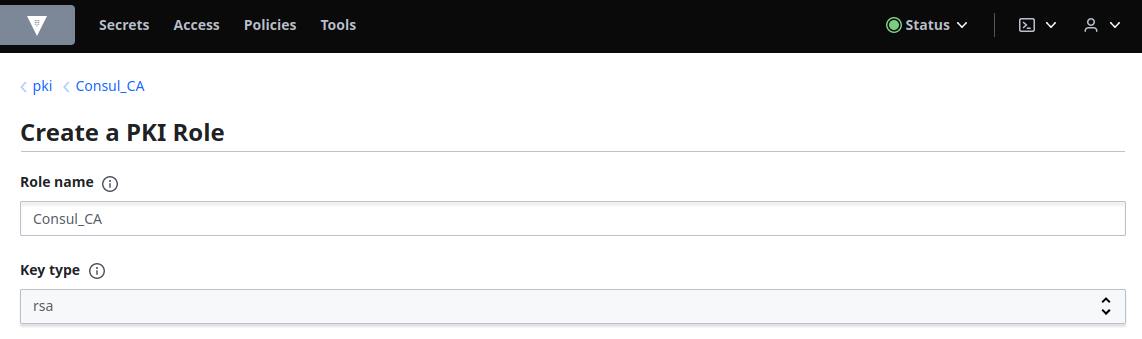 Secrets Access Policies Tools Status
pki Consul_CA
Create a PKI Role
Role name
Consul_CA
Key type
rsa